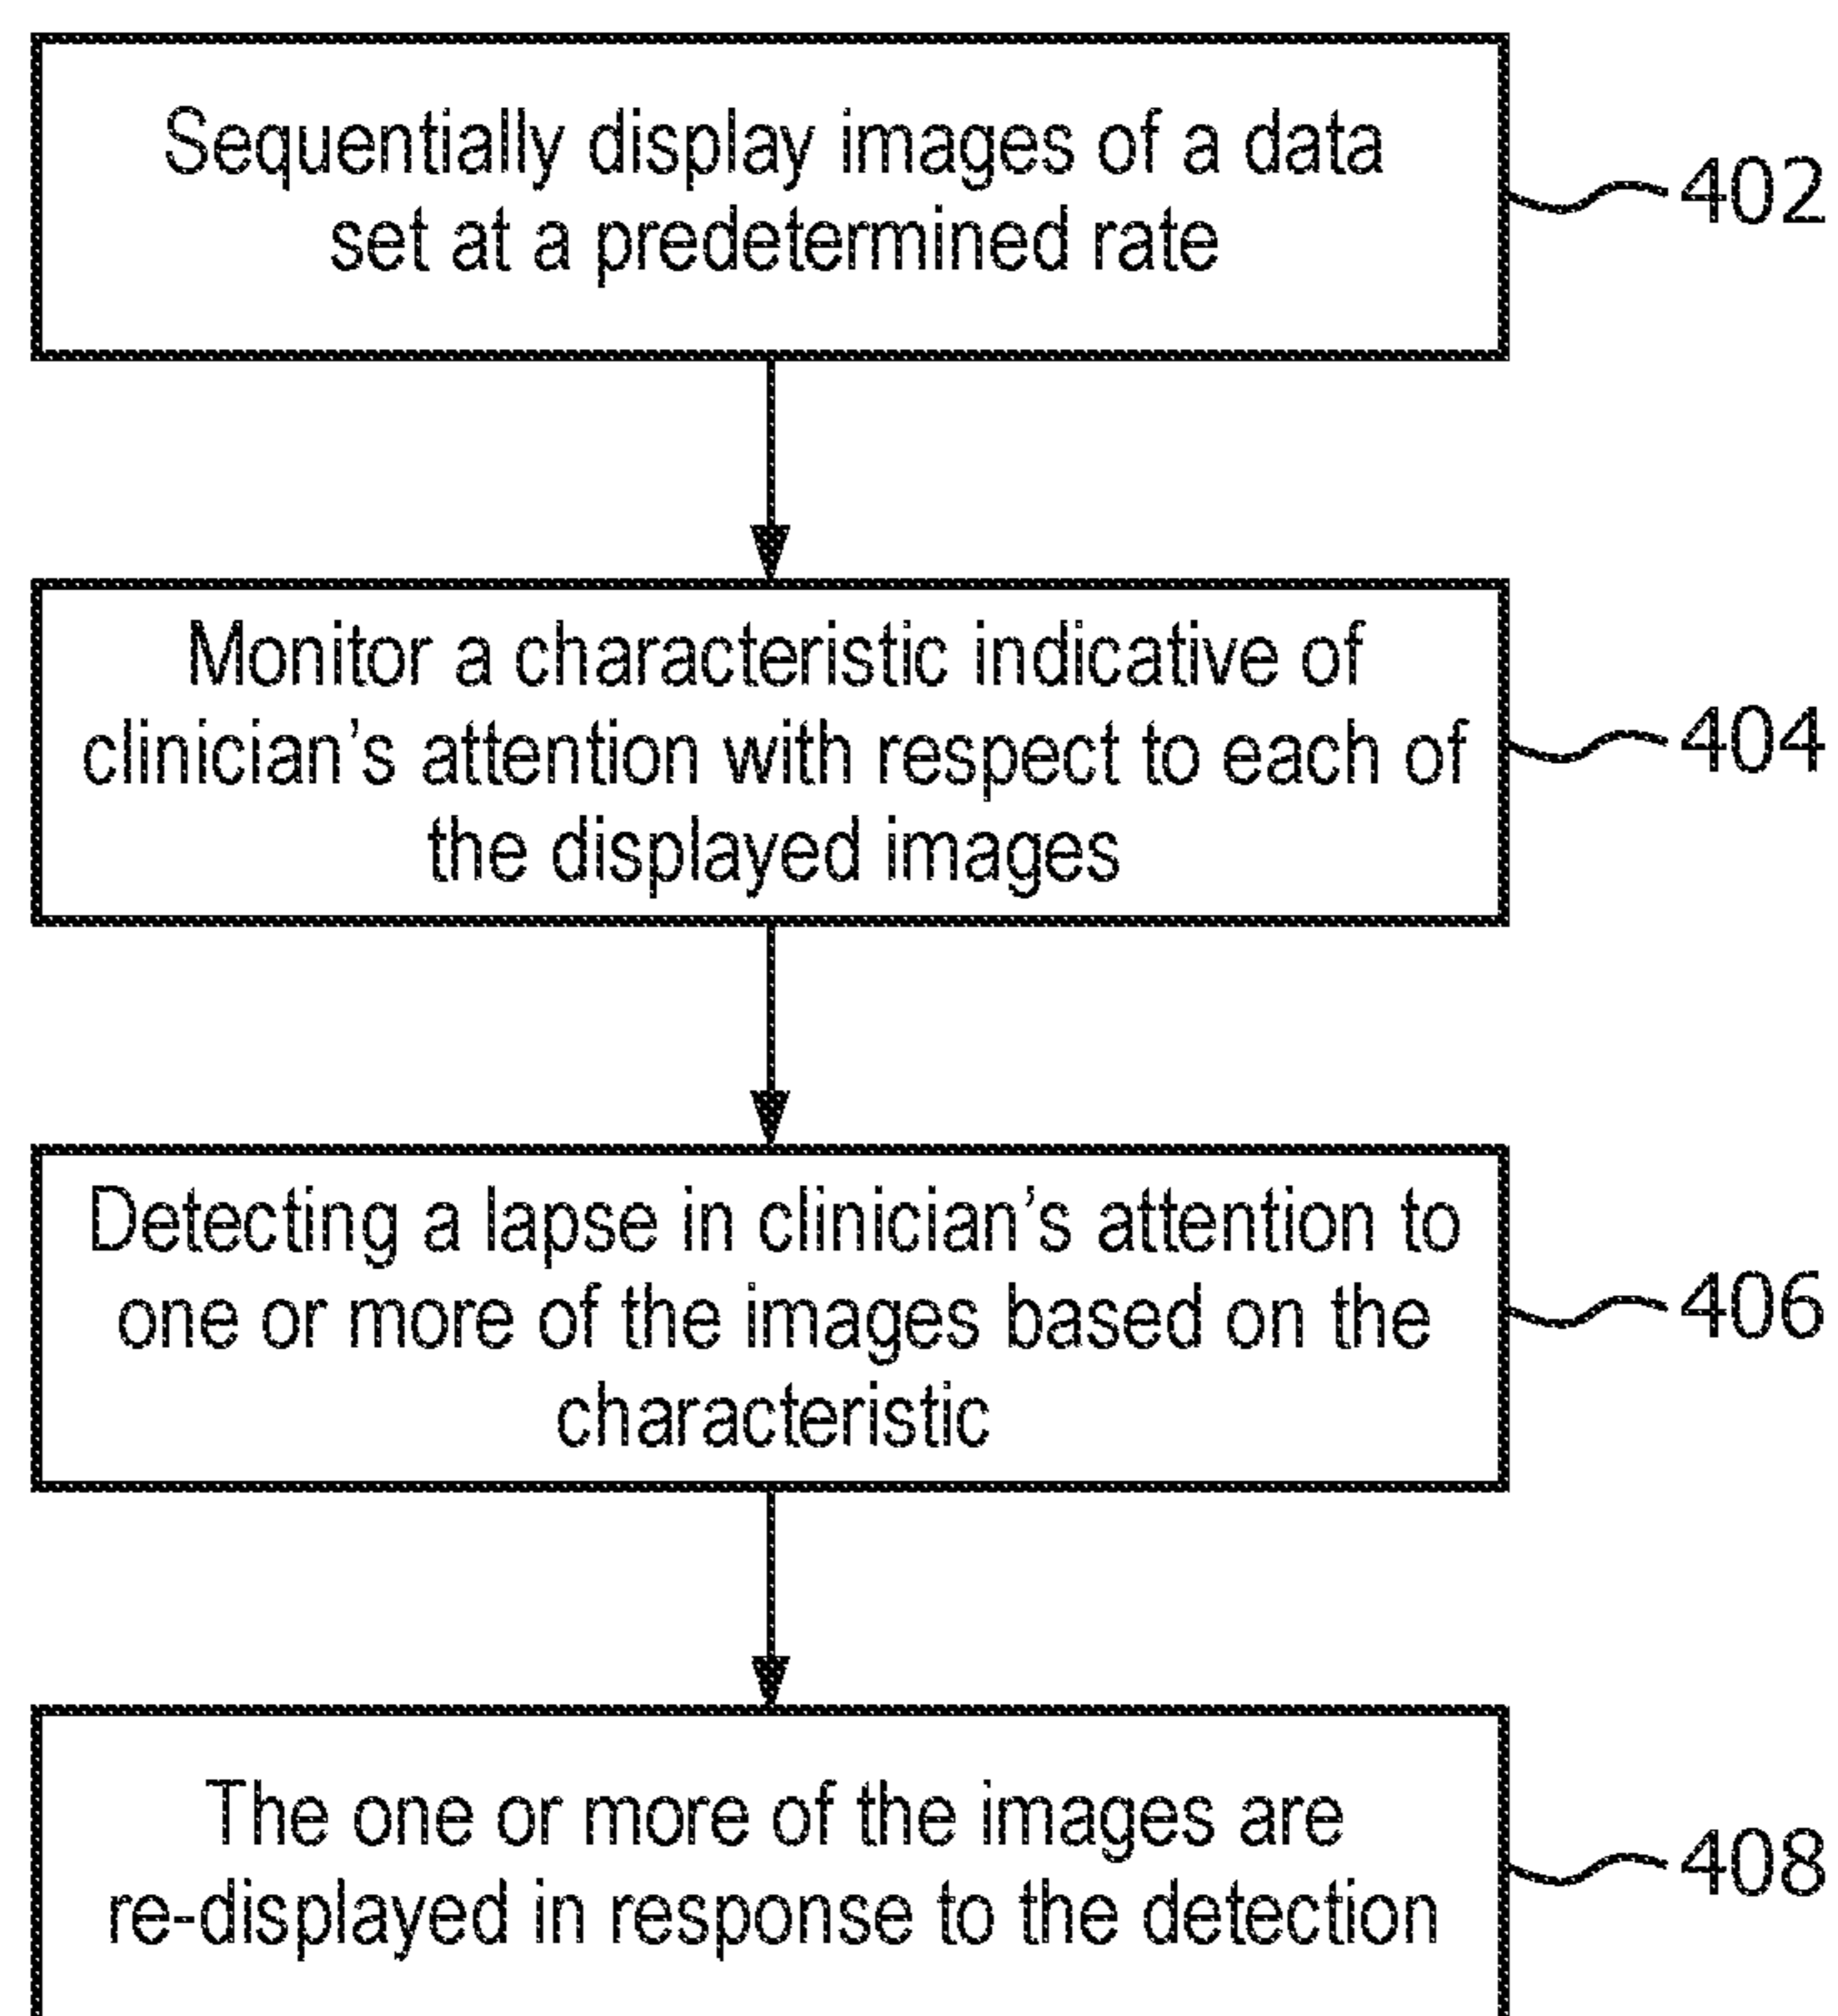 Sequentially display images of a data
set at a predetermined rate
402
Monitor a characteristic indicative of
clinician's attention with respect to each of
the displayed images
404
Detecting a lapse in clinician's attention to
one or more of the images based on the
characteristic
406
The one or more of the images are
re-displayed in response to the detection
408